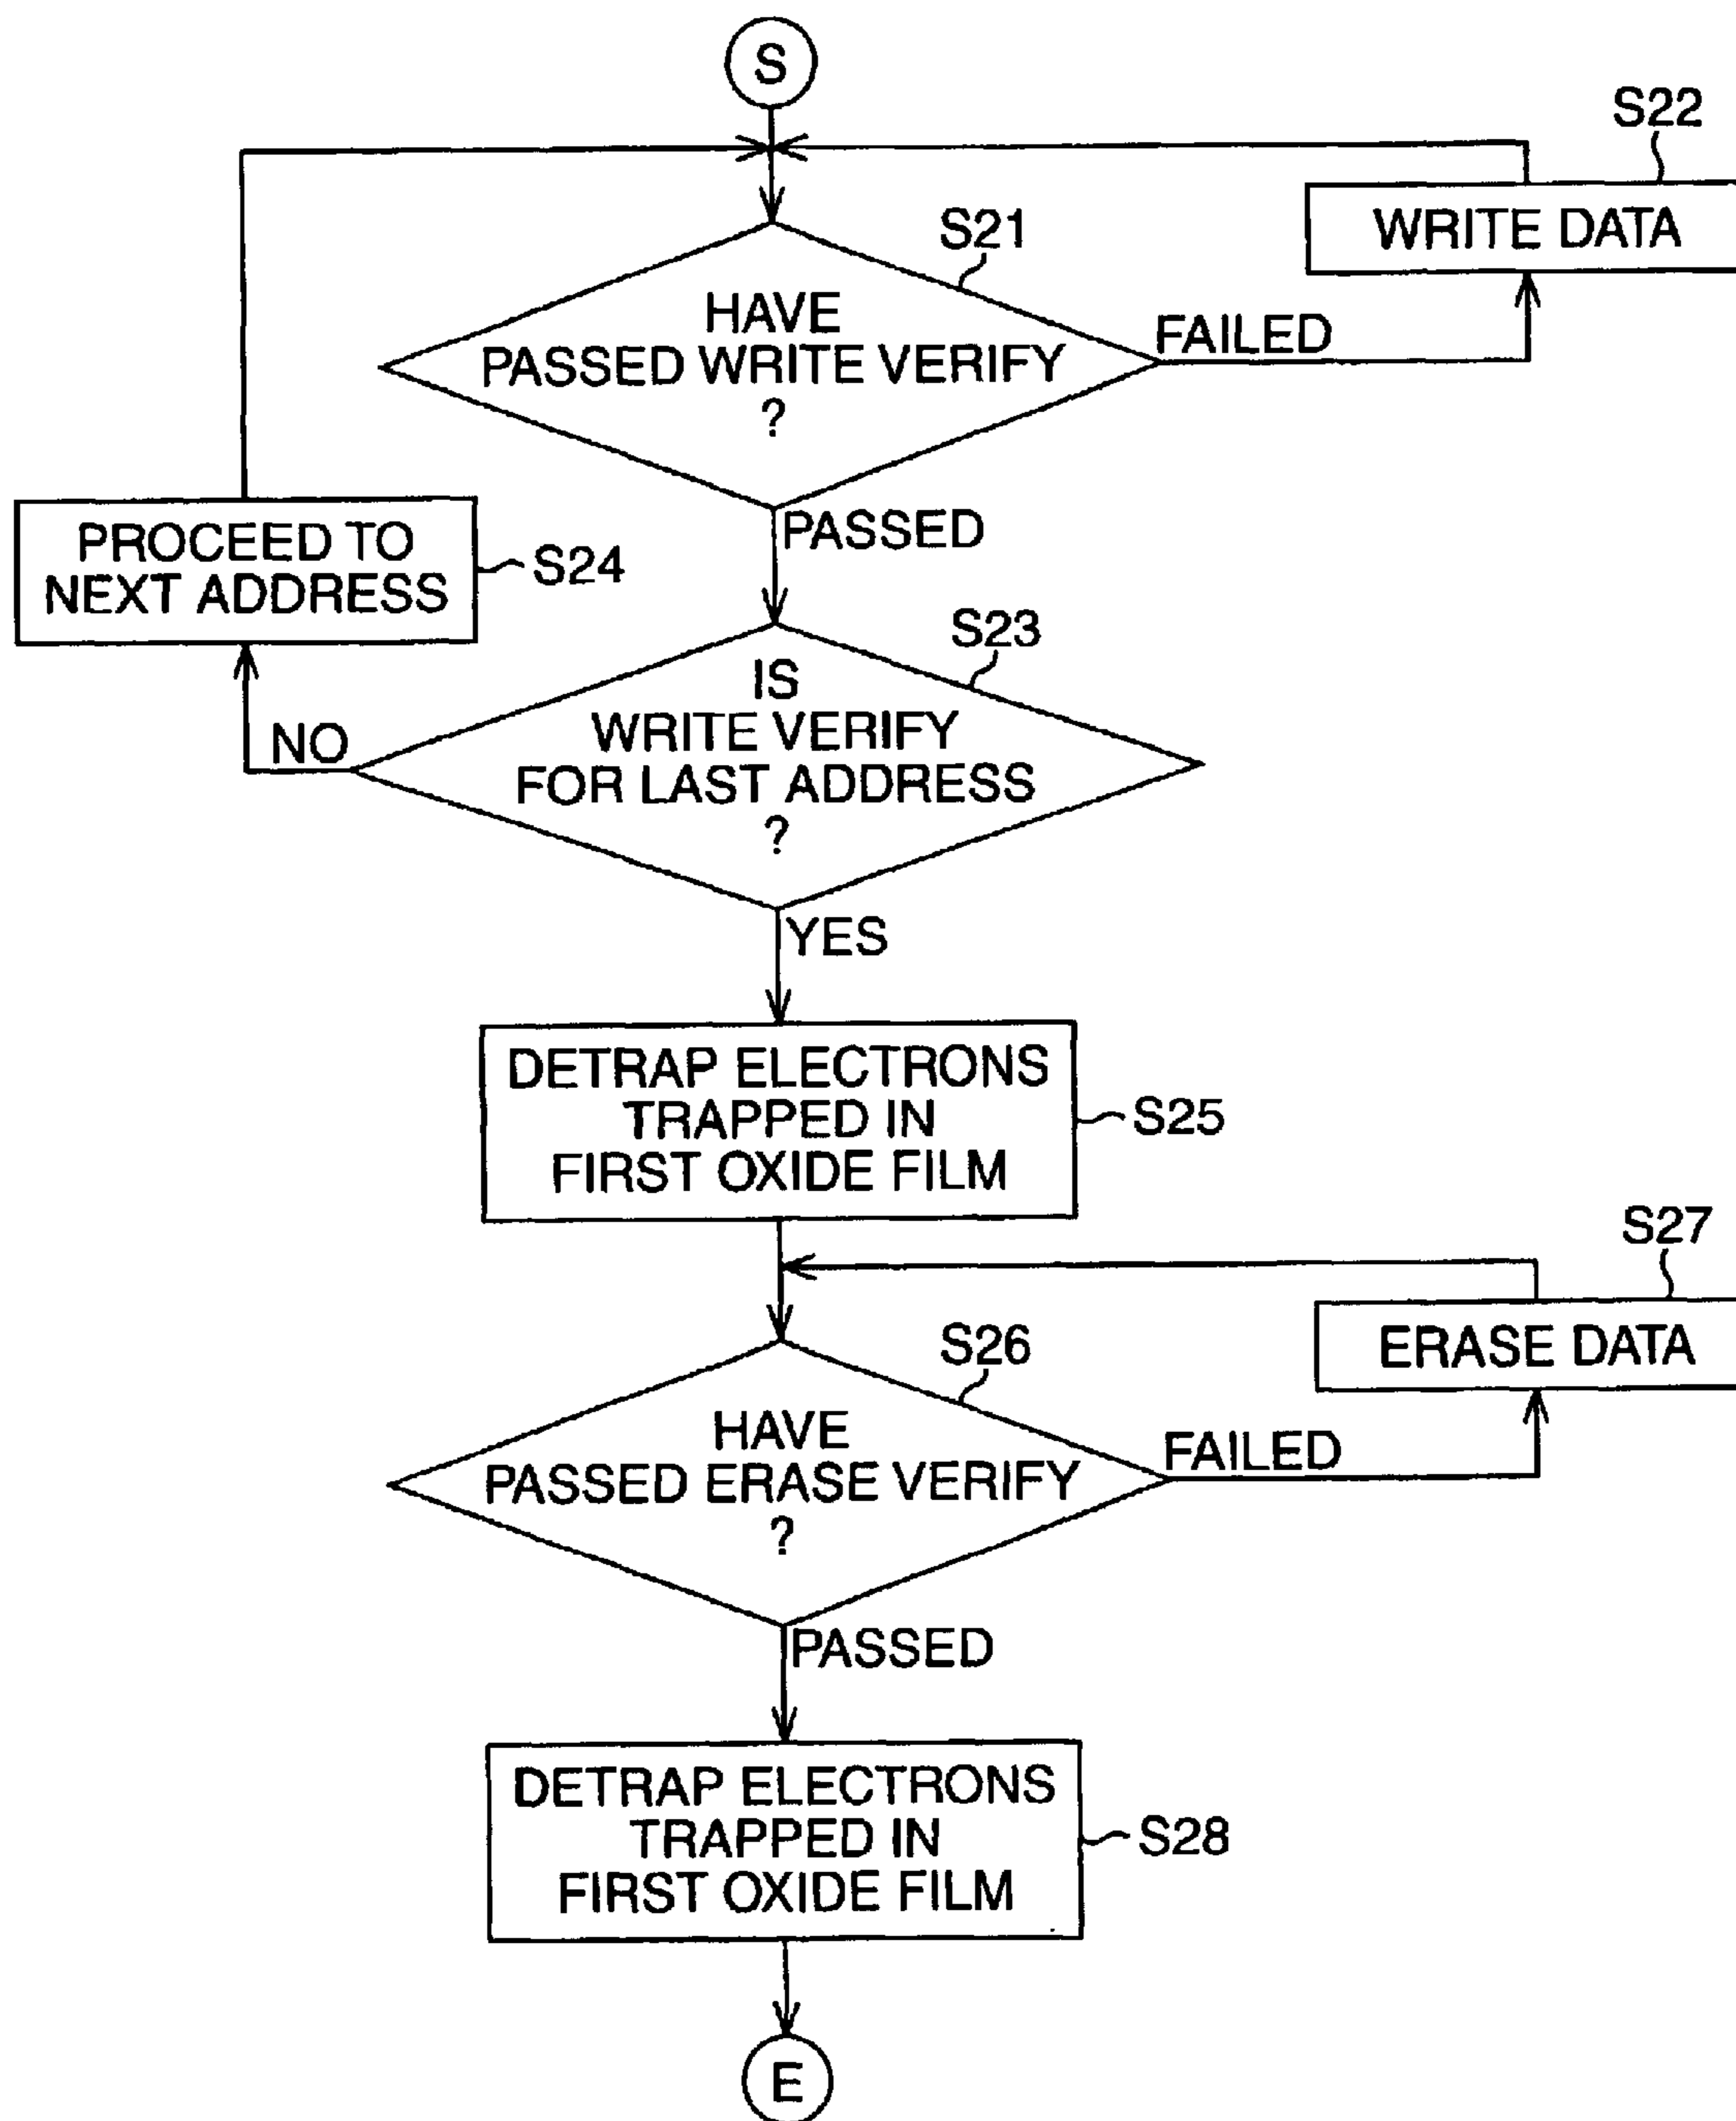 S
S22
WRITE DATA
S21
HAVE
PASSED WRITE VERIFY
?
FAILED
PASSED
PROCEED TO
NEXT ADDRESS
S24
S23
IS
WRITE VERIFY
FOR LAST ADDRESS
?
NO
YES
DETRAP ELECTRONS
TRAPPED IN
FIRST OXIDE FILM
S25
S27
ERASE DATA
S26
HAVE
PASSED ERASE VERIFY
?
FAILED
PASSED
DETRAP ELECTRONS
TRAPPED IN
FIRST OXIDE FILM
S28
E